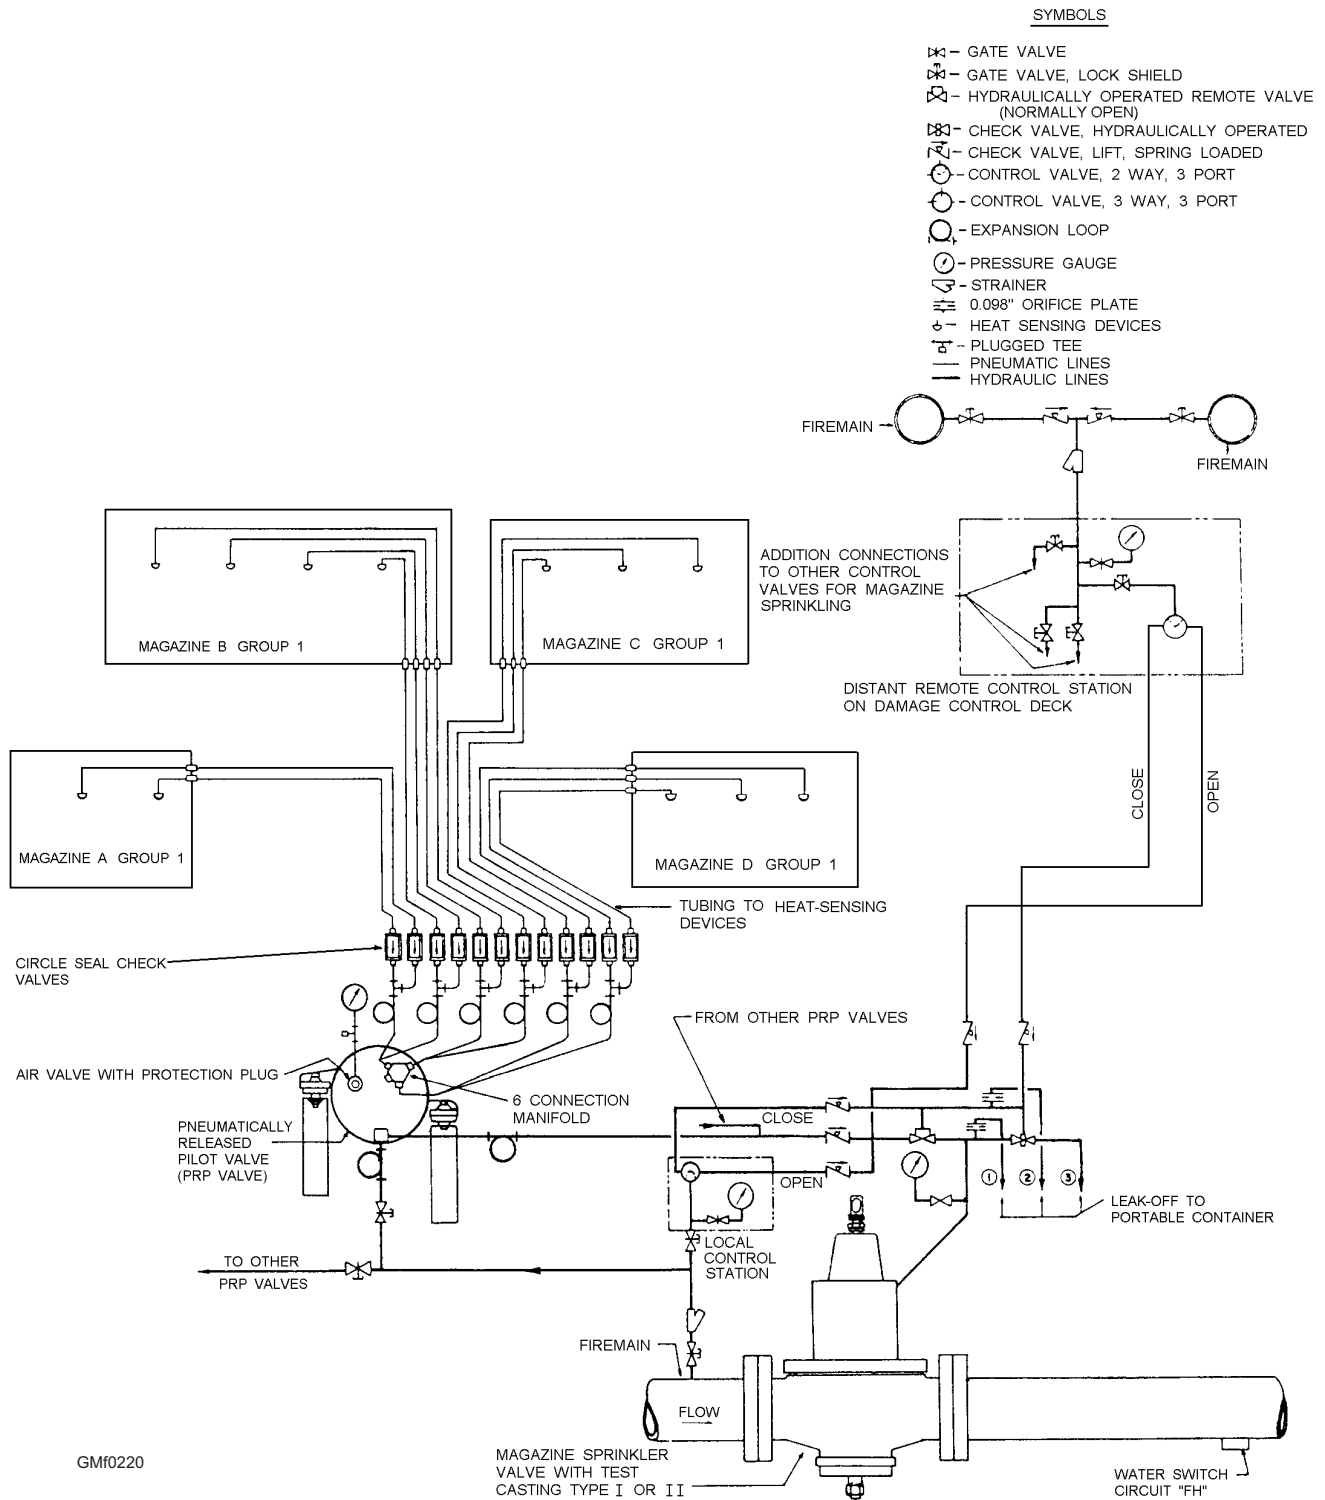 SYMBOLS
– GATE VALVE
– GATE VALVE, LOCK SHIELD
– HYDRAULICALLY OPERATED REMOTE VALVE
(NORMALLY OPEN)
– CHECK VALVE, HYDRAULICALLY OPERATED
– CHECK VALVE, LIFT, SPRING LOADED
– CONTROL VALVE, 2 WAY, 3 PORT
– CONTROL VALVE, 3 WAY, 3 PORT
– EXPANSION LOOP
– PRESSURE GAUGE
– STRAINER
0.098" ORIFICE PLATE
– HEAT SENSING DEVICES
– PLUGGED TEE
PNEUMATIC LINES
HYDRAULIC LINES
FIREMAIN
FIREMAIN
ADDITION CONNECTIONS
TO OTHER CONTROL
VALVES FOR MAGAZINE
SPRINKLING
MAGAZINE B GROUP 1
MAGAZINE C GROUP 1
DISTANT REMOTE CONTROL STATION
ON DAMAGE CONTROL DECK
CLOSE
OPEN
MAGAZINE A GROUP 1
MAGAZINE D GROUP 1
TUBING TO HEAT-SENSING
DEVICES
CIRCLE SEAL CHECK
VALVES
FROM OTHER PRP VALVES
AIR VALVE WITH PROTECTION PLUG
6 CONNECTION
MANIFOLD
CLOSE
PNEUMATICALLY
RELEASED
PILOT VALVE
(PRP VALVE)
OPEN
1
2
3
LEAK-OFF TO
PORTABLE CONTAINER
LOCAL
CONTROL
STATION
TO OTHER
PRP VALVES
FIREMAIN
FLOW
MAGAZINE SPRINKLER
VALVE WITH TEST
CASTING TYPE I OR II
WATER SWITCH
CIRCUIT "FH"
GMf0220